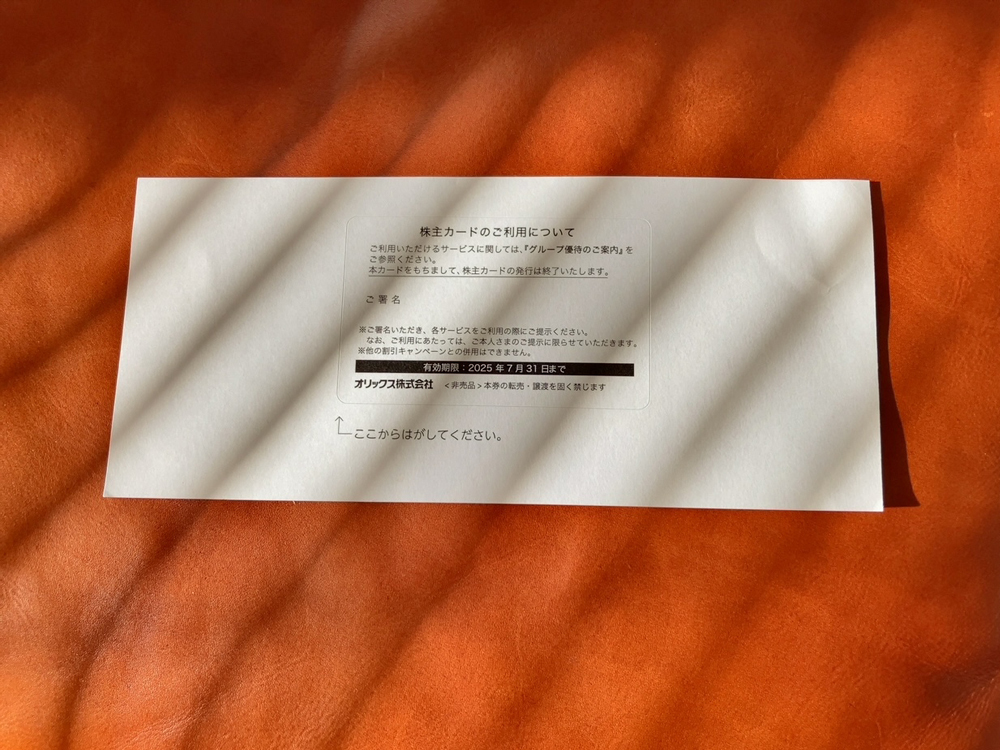 株主カードのご利用について
ご利用いただけるサービスに関しては、『グループ優待のご案内』を
ご参照ください。
本カードをもちまして、株主カードの発行は終了いたします。
ご署名
※ご署名いただき、各サービスをご利用の際にご提示ください。
なお、ご利用にあたっては、ご本人さまのご提示に限らせていただきます。
※他の割引キャンペーンとの併用はできません。
有効期限：2025年7月31日まで
オリックス株式会社 <非売品>本券の転売・譲渡を固く禁じます
ここからはがしてください。